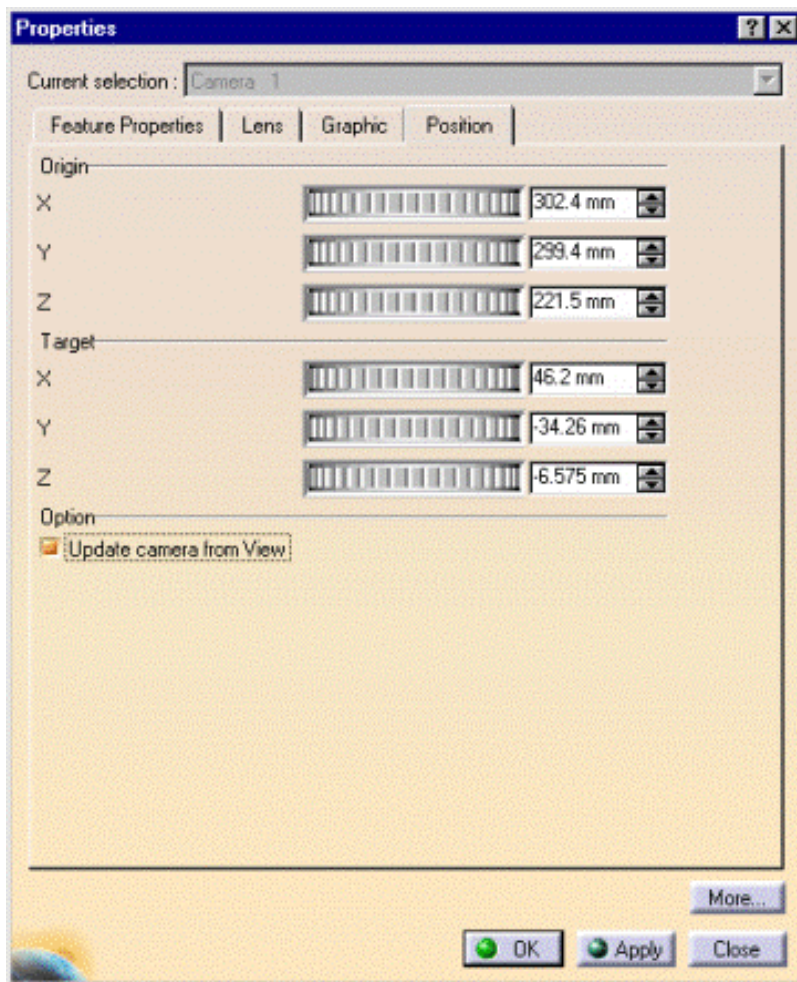 Properties
Current selection : Camera 1
Feature Properties Lens Graphic Position
Origin
X 302.4 mm
Y 299.4 mm
Z 221.5 mm
Target
X 46.2 mm
Y -34.26 mm
Z -6.575 mm
Option
Update camera from View
More...
OK Apply Close